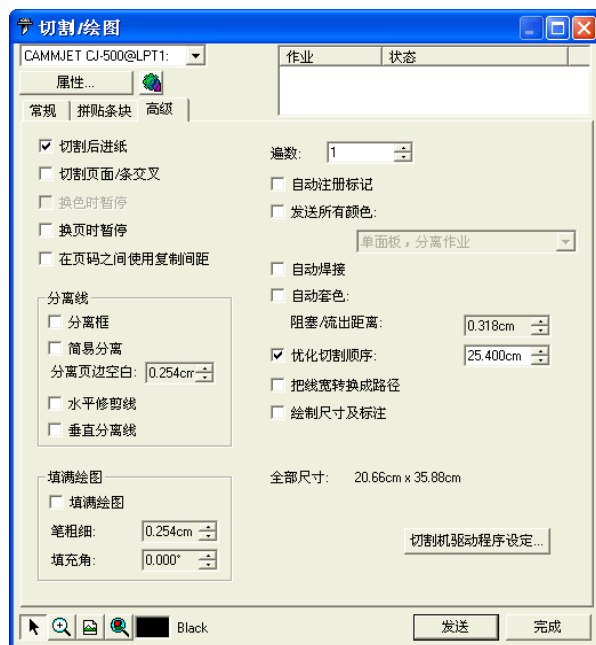 切割/绘图
CAMMJET CJ-500@LPT1:
作业 状态
属性...
常规 拼贴条块 高级
切割后进纸
切割页面/条交叉
换色时暂停
换页时暂停
在页码之间使用复制间距
分离线
分离框
简易分离
分离页边空白: 0.254cm
水平修剪线
垂直分离线
填满绘图
填满绘图
笔粗细: 0.254cm
填充角: 0.000°
遍数: 1
自动注册标记
发送所有颜色:
单面板，分离作业
自动焊接
自动套色:
阻塞/流出距离: 0.318cm
优化切割顺序: 25.400cm
把线宽转换成路径
绘制尺寸及标注
全部尺寸: 20.66cm x 35.88cm
切割机驱动程序设定...
Black
发送 完成